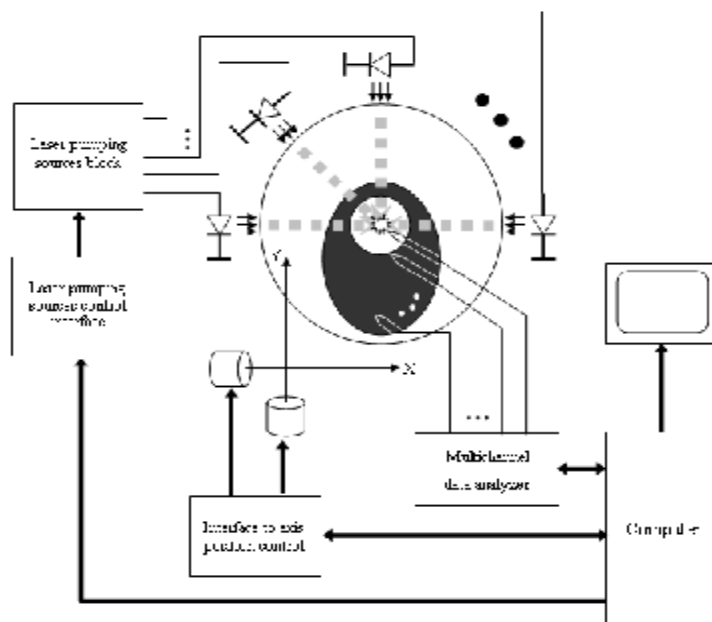 Laser pumping
sources block
Laser pumping
sources control
interface
X
Multichannel
data analyzer
Interface to axis
position control
Computer